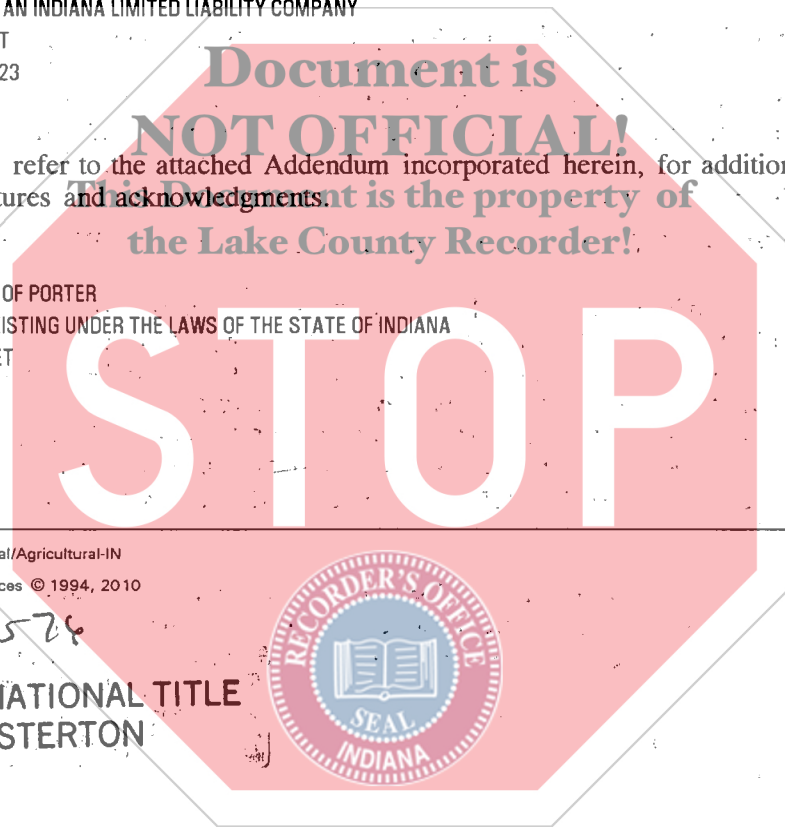 AN INDIANA LIMITED LIABILITY COMPANY
T
23
Document is
NOT OFFICIAL!
refer to the attached Addendum incorporated herein, for addition
tures and acknowledgments.
This Document is the property of
the Lake County Recorder!
OF PORTER
ISTING UNDER THE LAWS OF THE STATE OF INDIANA
ET
STOP
al/Agricultural-IN
ces © 1994, 2010
RECORDER'S OFFICE
SEAL
INDIANA
NATIONAL TITLE
STERTON